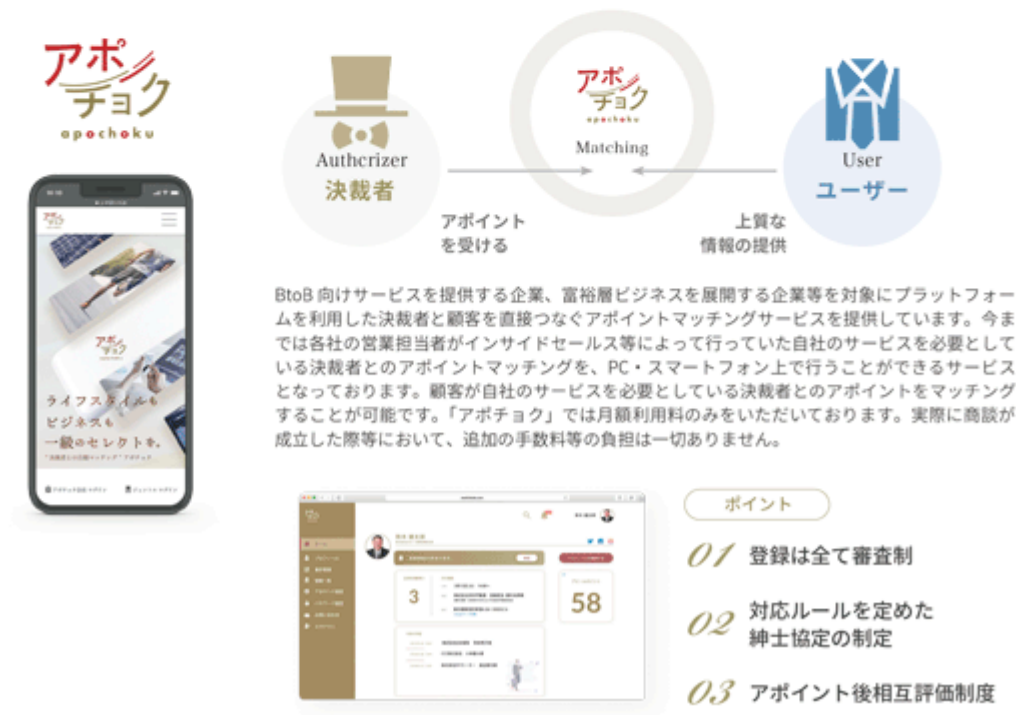 アポチョク
apochoku
アポチョク
apochoku
Matching
Authcrizer
決裁者
User
ユーザー
アポイント
を受ける
上質な
情報の提供
BtoB 向けサービスを提供する企業、富裕層ビジネスを展開する企業等を対象にプラットフォー
ムを利用した決裁者と顧客を直接つなぐアポイントマッチングサービスを提供しています。今ま
では各社の営業担当者がインサイドセールス等によって行っていた自社のサービスを必要として
いる決裁者とのアポイントマッチングを、PC・スマートフォン上で行うことができるサービス
となっております。顧客が自社のサービスを必要としている決裁者とのアポイントをマッチング
することが可能です。「アポチョク」では月額利用料のみをいただいております。実際に商談が
成立した際等において、追加の手数料等の負担は一切ありません。
アポチョク
アポチョク
ライフスタイルも
ビジネスも
一級のセレクトを。
3
58
ポイント
01 登録は全て審査制
02 対応ルールを定めた
紳士協定の制定
03 アポイント後相互評価制度